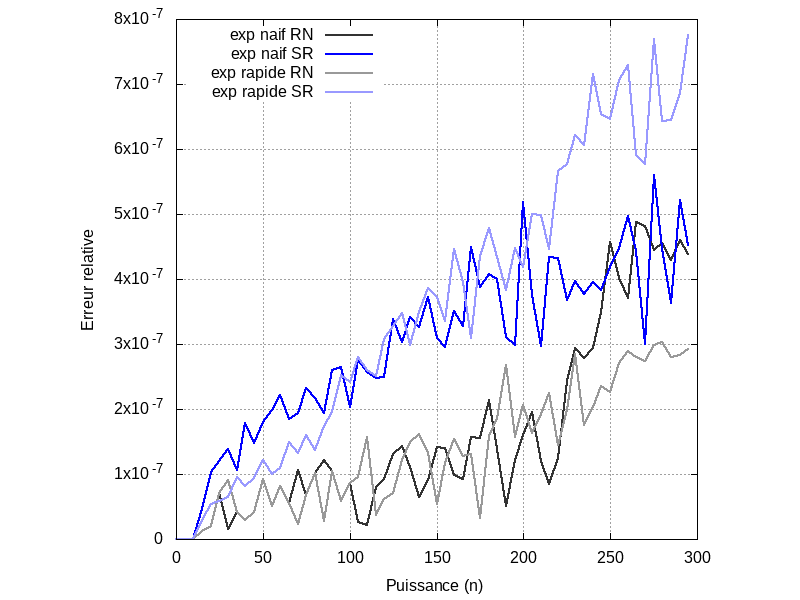 8x10^-7
7x10^-7
6x10^-7
5x10^-7
4x10^-7
3x10^-7
2x10^-7
1x10^-7
0
exp naif RN
exp naif SR
exp rapide RN
exp rapide SR
Erreur relative
0 50 100 150 200 250 300
Puissance (n)